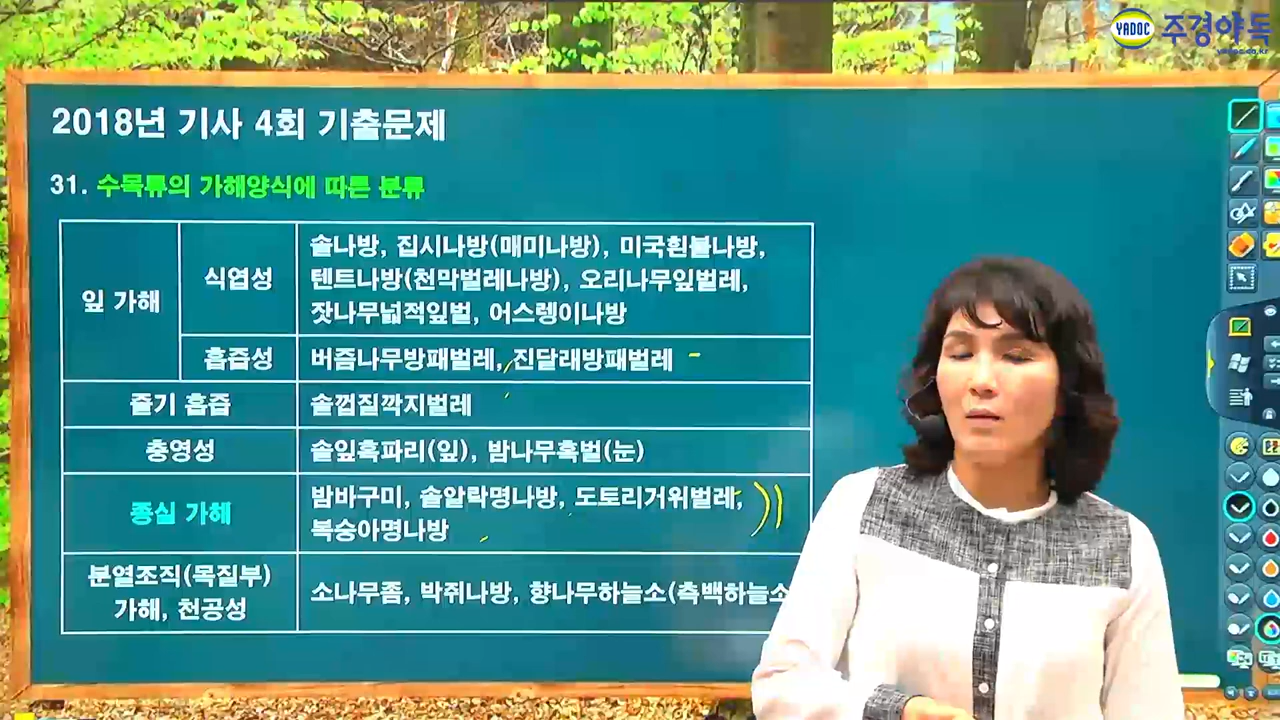 YADOC 주경야독
yadoc.co.kr
2018년 기사 4회 기출문제
31. 수목류의 가해양식에 따른 분류
잎 가해
식엽성
솔나방, 집시나방(매미나방), 미국흰불나방,
텐트나방(천막벌레나방), 오리나무잎벌레,
잣나무넓적잎벌, 어스렝이나방
흡즙성
버즘나무방패벌레, 진달래방패벌레
줄기 흡즙
솔껍질깍지벌레
충영성
솔잎혹파리(잎), 밤나무혹벌(눈)
종실 가해
밤바구미, 솔알락명나방, 도토리거위벌레,
복숭아명나방
분열조직(목질부)
가해, 천공성
소나무좀, 박쥐나방, 향나무하늘소(측백하늘소